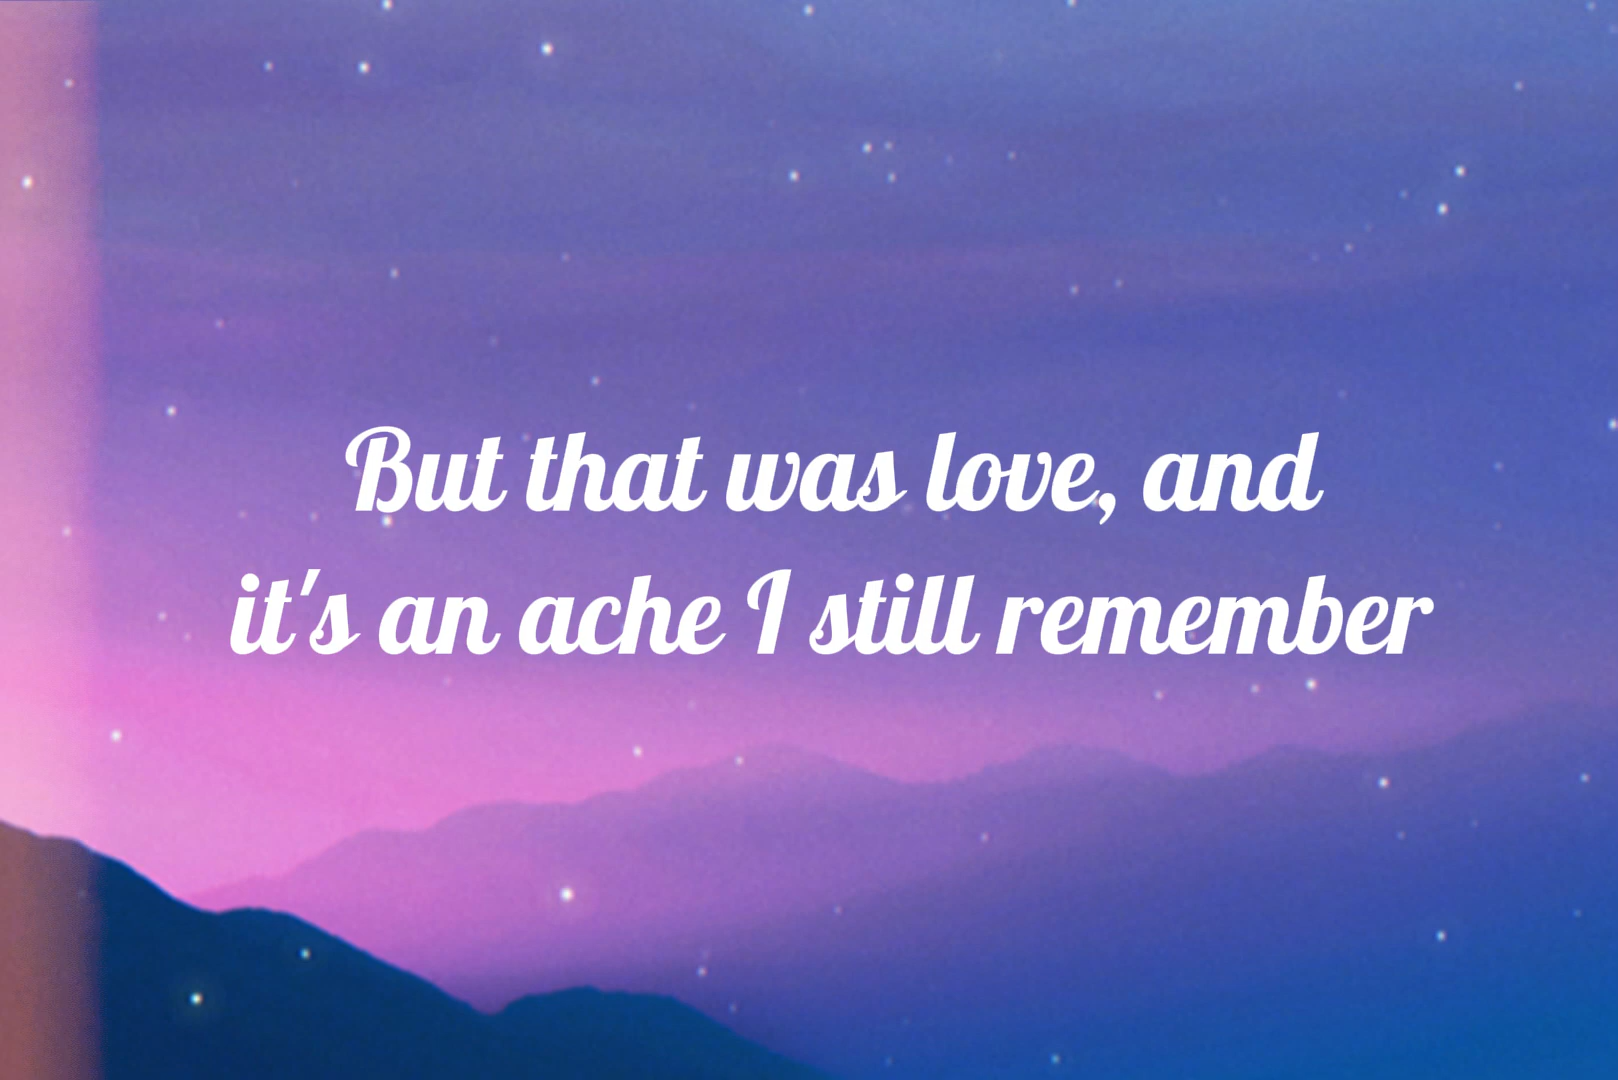 But that was love, and
it's an ache I still remember